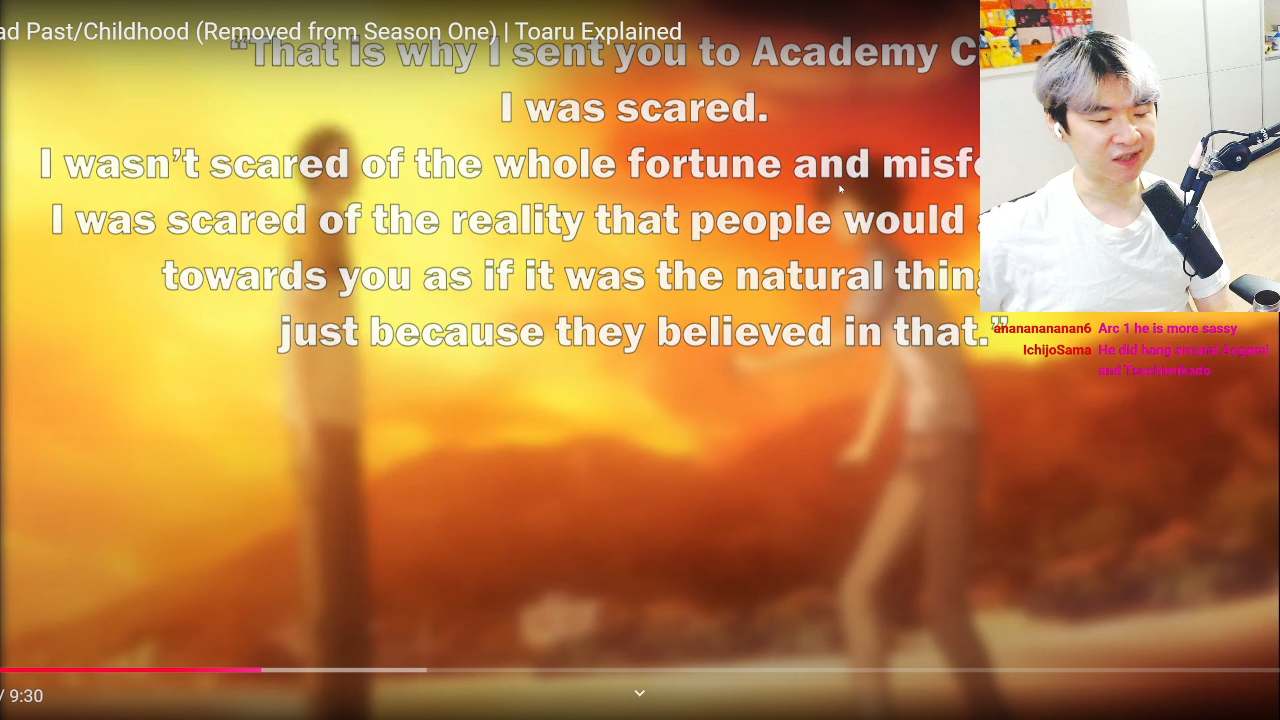 ad Past/Childhood (Removed from Season One) | Toaru Explained
"That is why I sent you to Academy C
I was scared.
I wasn't scared of the whole fortune and misfo
I was scared of the reality that people would
towards you as if it was the natural thin
just because they believed in that."
anananananan6 Arc 1 he is more sassy
IchijoSama He did hang around Aogami
and Tsuchimikado
/ 9:30